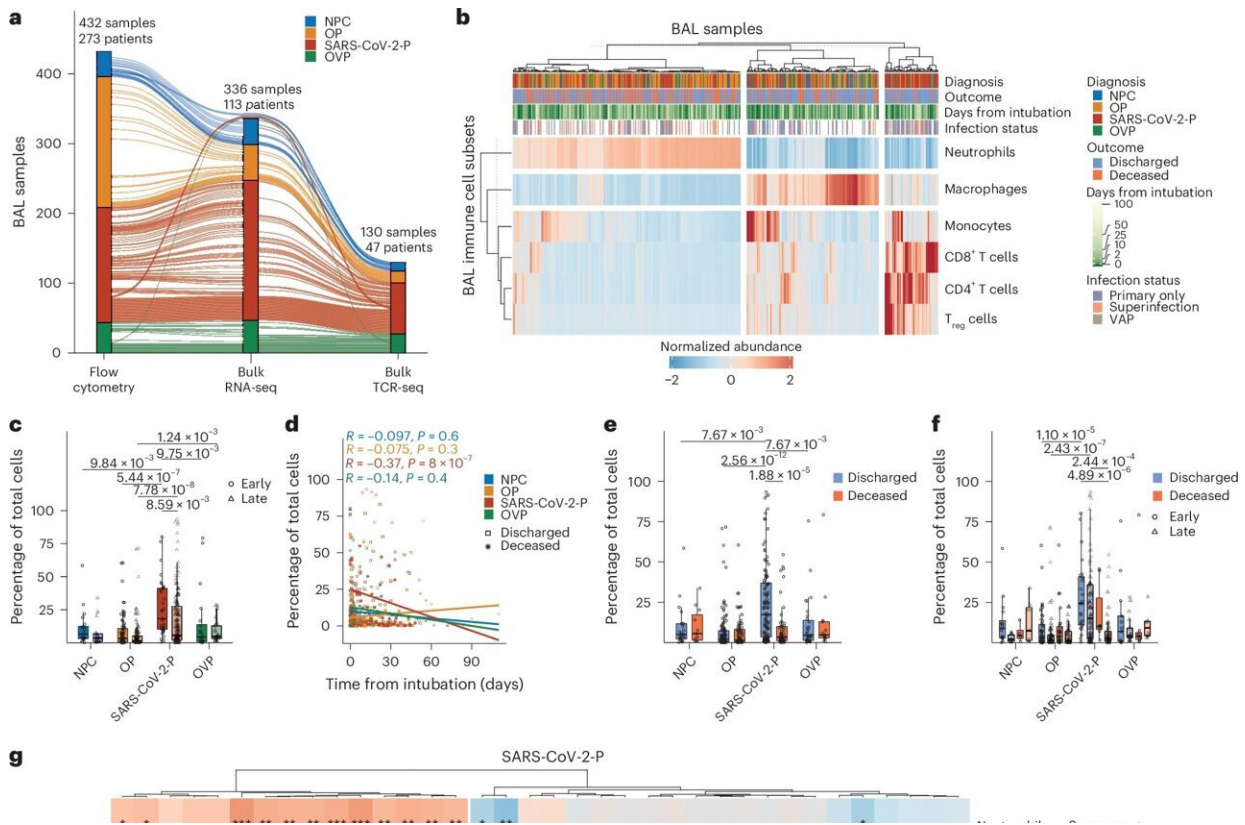 a
432 samples
273 patients
NPC
OP
SARS-CoV-2-P
OVP
336 samples
113 patients
130 samples
47 patients
BAL samples
400
300
200
100
0
Flow
cytometry
Bulk
RNA-seq
Bulk
TCR-seq
b
BAL samples
BAL immune cell subsets
Diagnosis
Outcome
Days from intubation
Infection status
Neutrophils
Macrophages
Monocytes
CD8+ T cells
CD4+ T cells
Treg cells
Normalized abundance
−2 0 2
Diagnosis
NPC
OP
SARS-CoV-2-P
OVP
Outcome
Discharged
Deceased
Days from intubation
100
50
25
10
2
0
Infection status
Primary only
Superinfection
VAP
c
Percentage of total cells
1.24 × 10−3
9.75 × 10−3
9.84 × 10−3
5.44 × 10−7
7.78 × 10−8
8.59 × 10−3
Early
Late
100
75
50
25
NPC
OP
SARS-CoV-2-P
OVP
d
R = −0.097, P = 0.6
R = −0.075, P = 0.3
R = −0.37, P = 8 × 10−7
R = −0.14, P = 0.4
Percentage of total cells
100
75
50
25
0
0 30 60 90
Time from intubation (days)
NPC
OP
SARS-CoV-2-P
OVP
Discharged
Deceased
e
Percentage of total cells
7.67 × 10−3
7.67 × 10−3
2.56 × 10−12
1.88 × 10−5
Discharged
Deceased
100
75
50
25
NPC
OP
SARS-CoV-2-P
OVP
f
Percentage of total cells
1.10 × 10−5
2.43 × 10−7
2.44 × 10−4
4.89 × 10−6
Discharged
Deceased
Early
Late
100
75
50
25
NPC
OP
SARS-CoV-2-P
OVP
g
SARS-CoV-2-P
* * *** ** ** ** *** *** ** ** ** ** * ** *